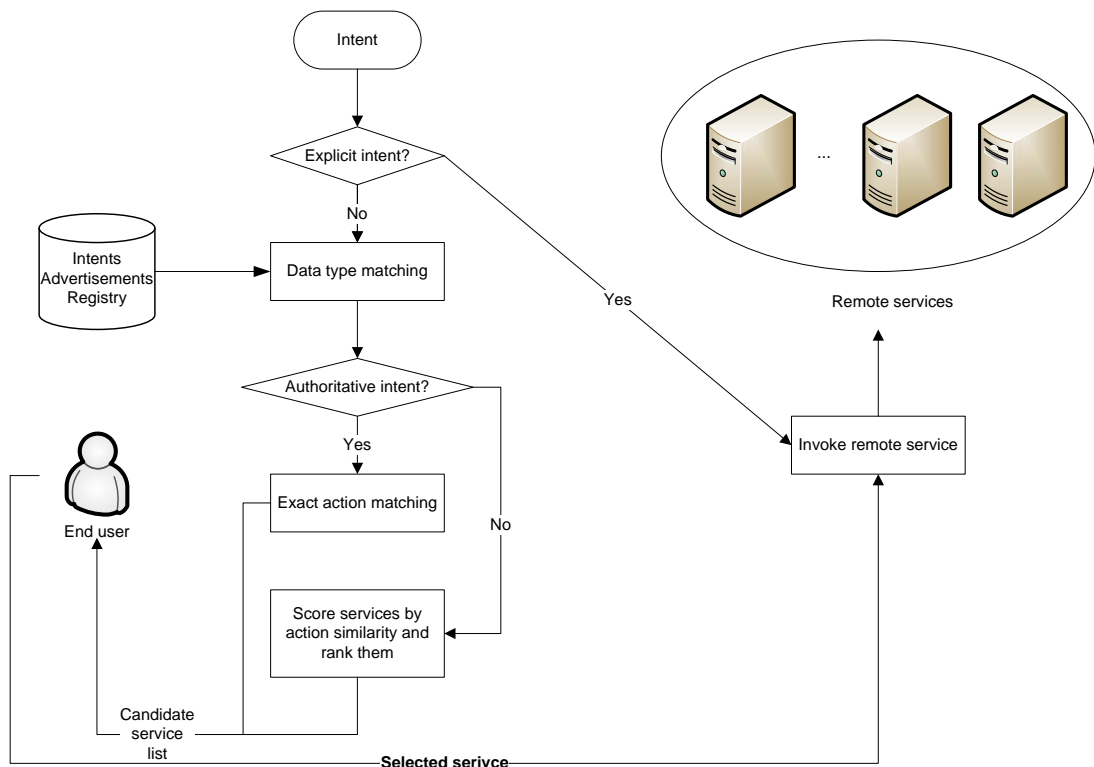 Intent
Explicit intent?
...
No
Intents
Advertisements
Registry
Data type matching
Yes
Remote services
Authoritative intent?
Yes
Invoke remote service
Exact action matching
End user
No
Score services by
action similarity and
rank them
Candidate
service
list
Selected serivce